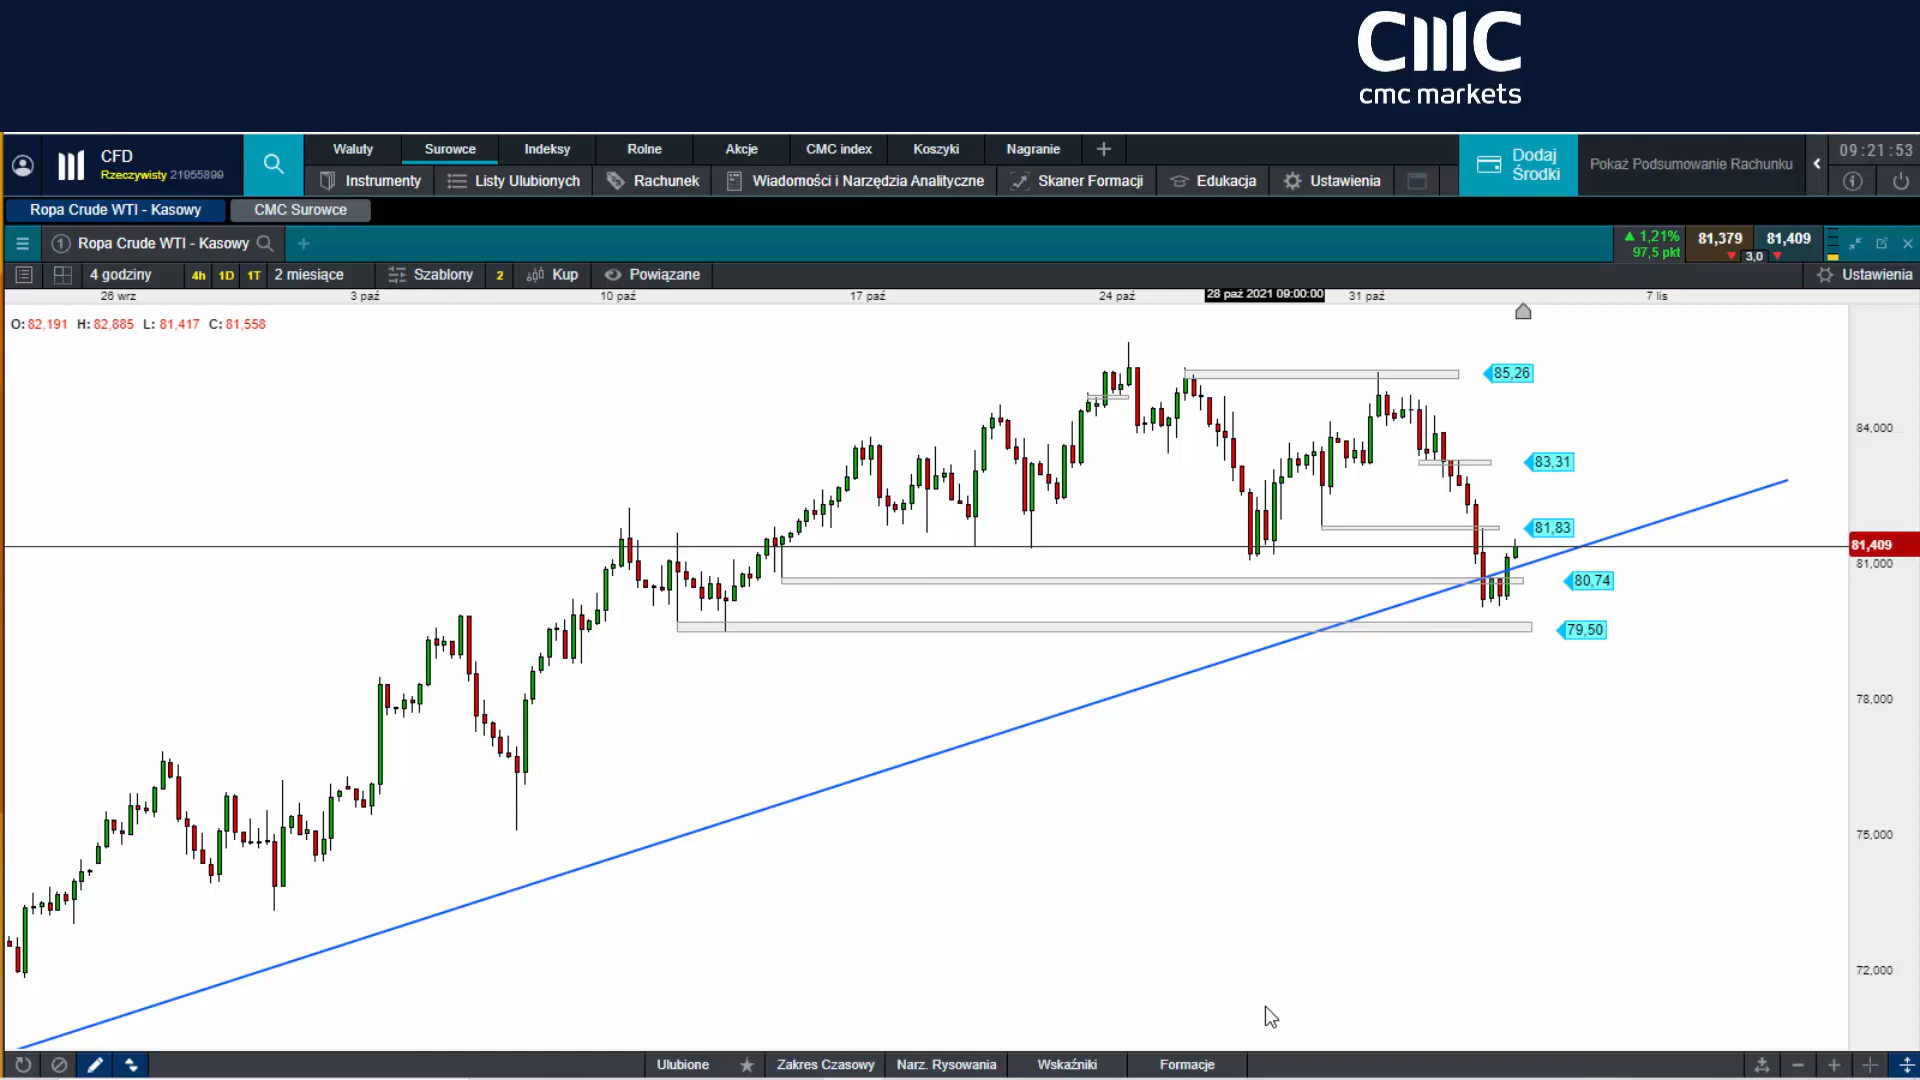 CMC
cmc markets
CFD
Rzeczywisty 21955899
Waluty Surowce Indeksy Rolne Akcje CMC index Koszyki Nagranie
Instrumenty Listy Ulubionych Rachunek Wiadomości i Narzędzia Analityczne Skaner Formacji Edukacja Ustawienia
Dodaj Środki
Pokaż Podsumowanie Rachunku
09:21:53
Ropa Crude WTI - Kasowy CMC Surowce
1 Ropa Crude WTI - Kasowy
1,21%
97,5 pkt
81,379 81,409
3,0
4 godziny 4h 1D 1T 2 miesiące Szablony 2 Kup Powiązane Ustawienia
26 wrz 3 paź 10 paź 17 paź 24 paź 28 paź 2021 09:00:00 31 paź 7 lis
O: 82,191 H: 82,885 L: 81,417 C: 81,558
85,26
84,000
83,31
81,83
81,409
81,000
80,74
79,50
78,000
75,000
72,000
Ulubione Zakres Czasowy Narz. Rysowania Wskaźniki Formacje